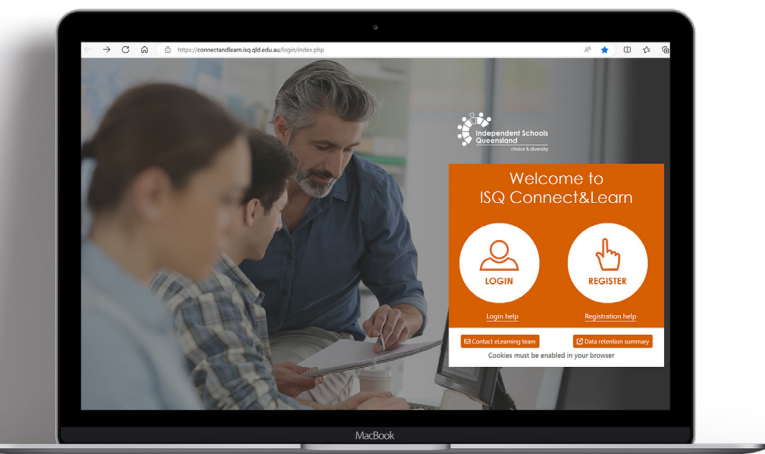 https://connectandlearn.isq.qld.edu.au/login/index.php
Independent Schools
Queensland
choice & diversity
Welcome to
ISQ Connect&Learn
LOGIN
REGISTER
Login help
Registration help
Contact eLearning team
Data retention summary
Cookies must be enabled in your browser
MacBook